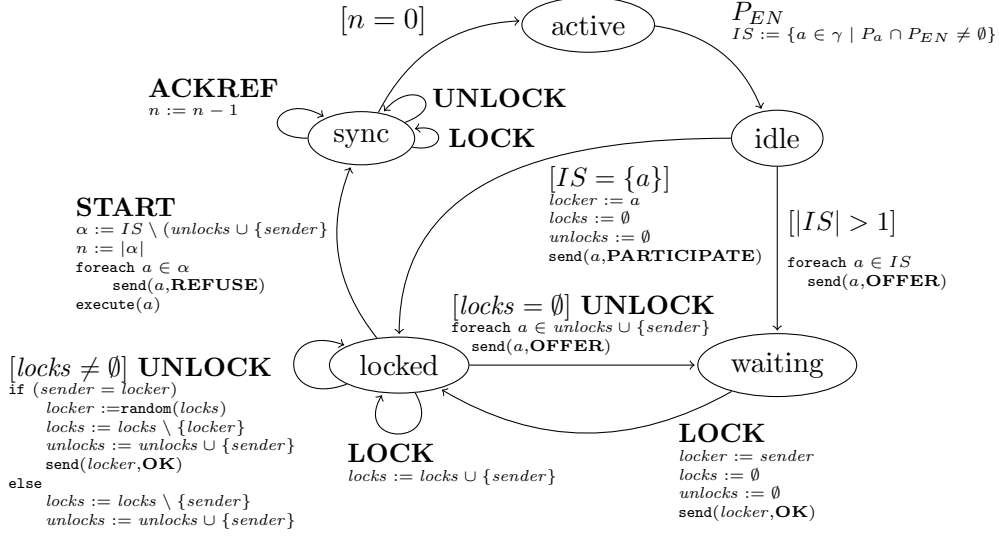 [n = 0]
active
P_EN
IS := {a ∈ γ | P_a ∩ P_EN ≠ ∅}
ACKREF
n := n − 1
UNLOCK
LOCK
sync
idle
[IS = {a}]
locker := a
locks := ∅
unlocks := ∅
send(a,PARTICIPATE)
[|IS| > 1]
foreach a ∈ IS
send(a,OFFER)
START
α := IS \ (unlocks ∪ {sender}
n := |α|
foreach a ∈ α
send(a,REFUSE)
execute(a)
[locks = ∅] UNLOCK
foreach a ∈ unlocks ∪ {sender}
send(a,OFFER)
locked
waiting
[locks ≠ ∅] UNLOCK
if (sender = locker)
locker :=random(locks)
locks := locks \ {locker}
unlocks := unlocks ∪ {sender}
send(locker,OK)
else
locks := locks \ {sender}
unlocks := unlocks ∪ {sender}
LOCK
locks := locks ∪ {sender}
LOCK
locker := sender
locks := ∅
unlocks := ∅
send(locker,OK)